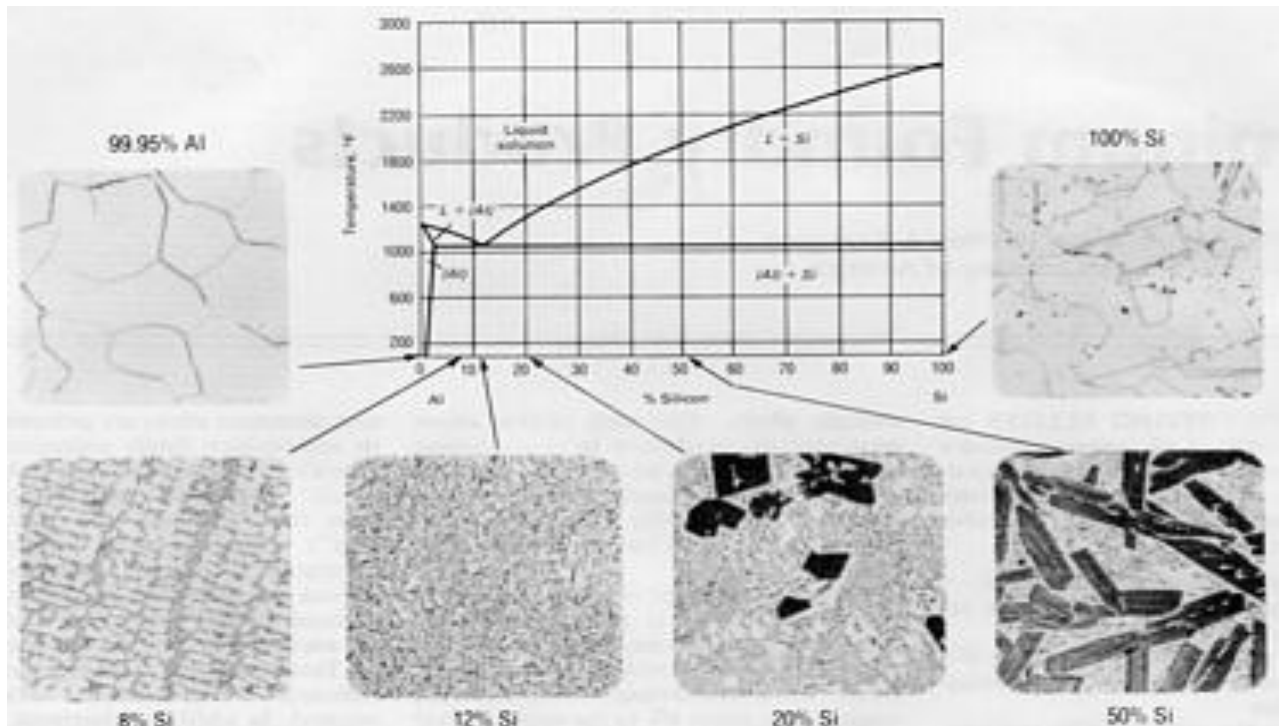 3000
2600
2200
1800
1400
1000
600
200
Temperature, °F
Liquid
solution
L + Si
L + (Al)
(Al)
(Al) + Si
0 10 20 30 40 50 60 70 80 90 100
Al % Silicon Si
99.95% Al
100% Si
8% Si
12% Si
20% Si
50% Si